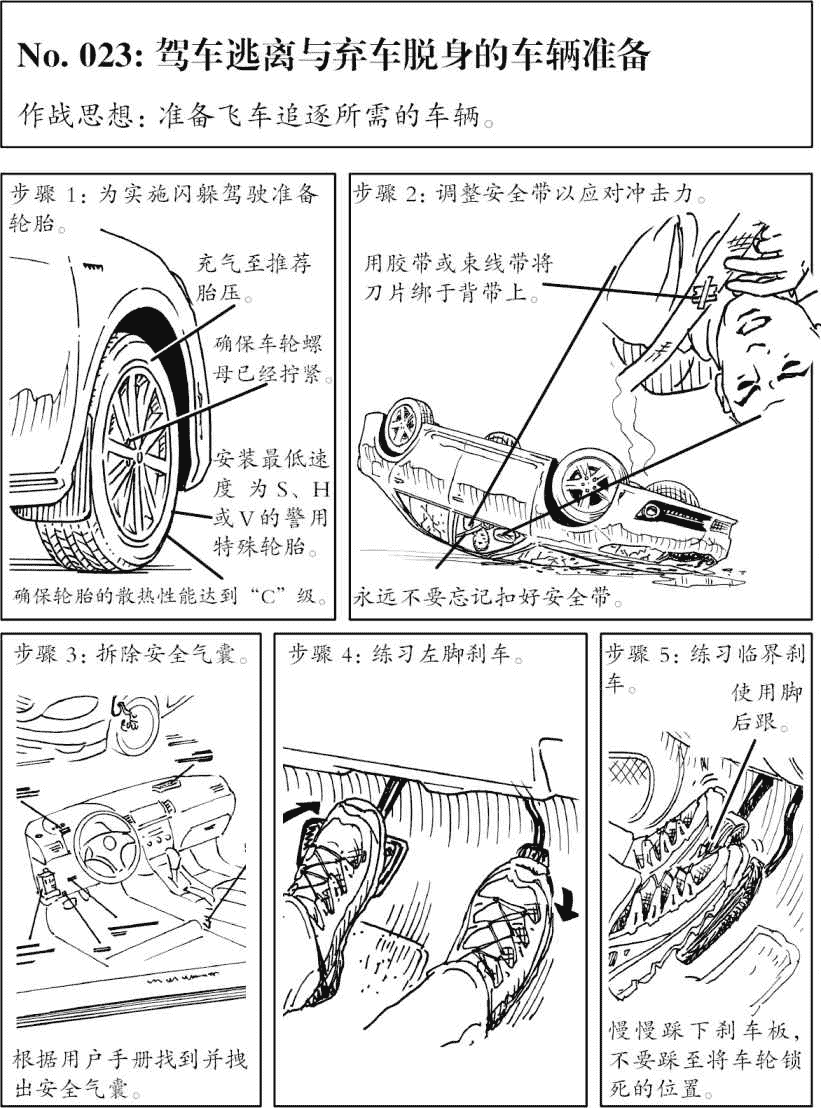 No. 023: 驾车逃离与弃车脱身的车辆准备
作战思想: 准备飞车追逐所需的车辆。
步骤 1: 为实施闪躲驾驶准备
轮胎。
充气至推荐
胎压。
确保车轮螺
母已经拧紧。
安装最低速
度 为 S、H
或 V 的警用
特殊轮胎。
确保轮胎的散热性能达到“C”级。
步骤 2: 调整安全带以应对冲击力。
用胶带或束线带将
刀片绑于背带上。
永远不要忘记扣好安全带。
步骤 3: 拆除安全气囊。
根据用户手册找到并拽
出安全气囊。
步骤 4: 练习左脚刹车。
步骤 5: 练习临界刹
车。
使用脚
后跟。
慢慢踩下刹车板,
不要踩至将车轮锁
死的位置。